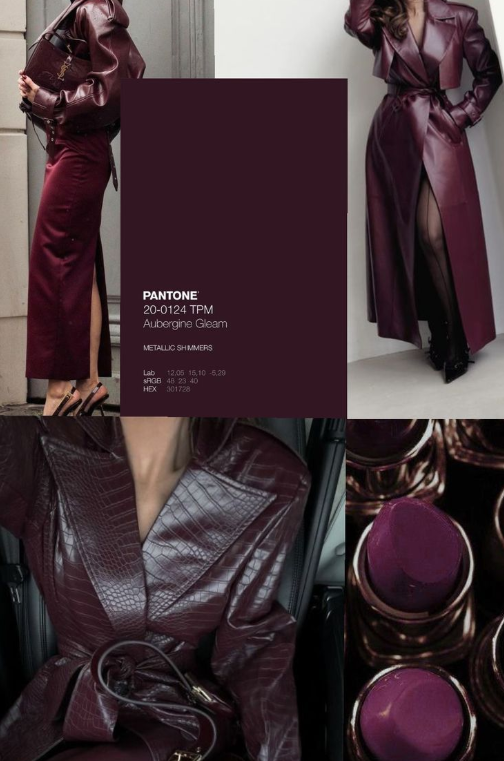 PANTONE
20-0124 TPM
Aubergine Gleam
METALLIC SHIMMERS
Lab 12,05 15,10 -5,29
sRGB 48 23 40
HEX 301728